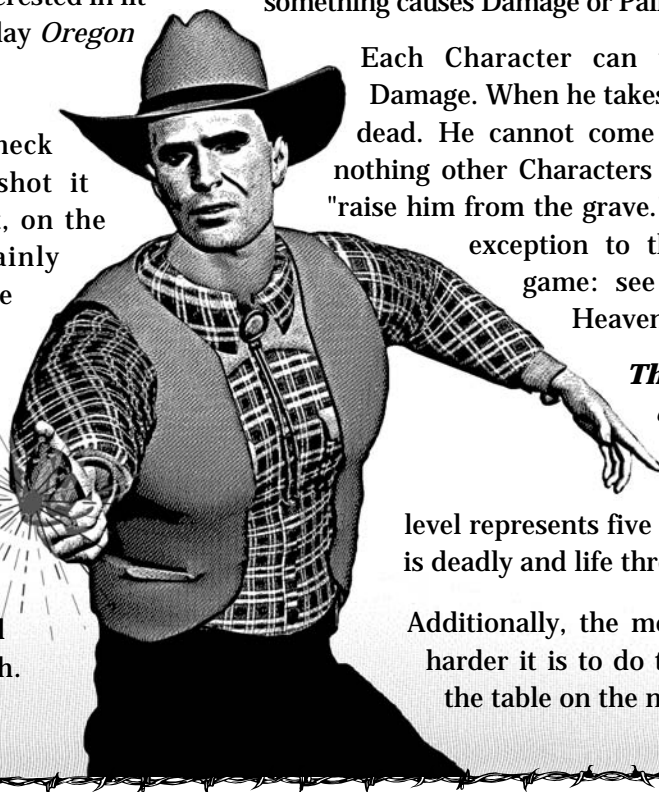 erested in
lay Oregon
neck
shot it
, on the
ainly
e
h.
something causes Damage or
Each Character can
Damage. When he takes
dead. He cannot come
nothing other Characters
"raise him from the grave.
exception to th
game: see
Heaven
Th
level represents five
is deadly and life thr
Additionally, the m
harder it is to do t
the table on the n